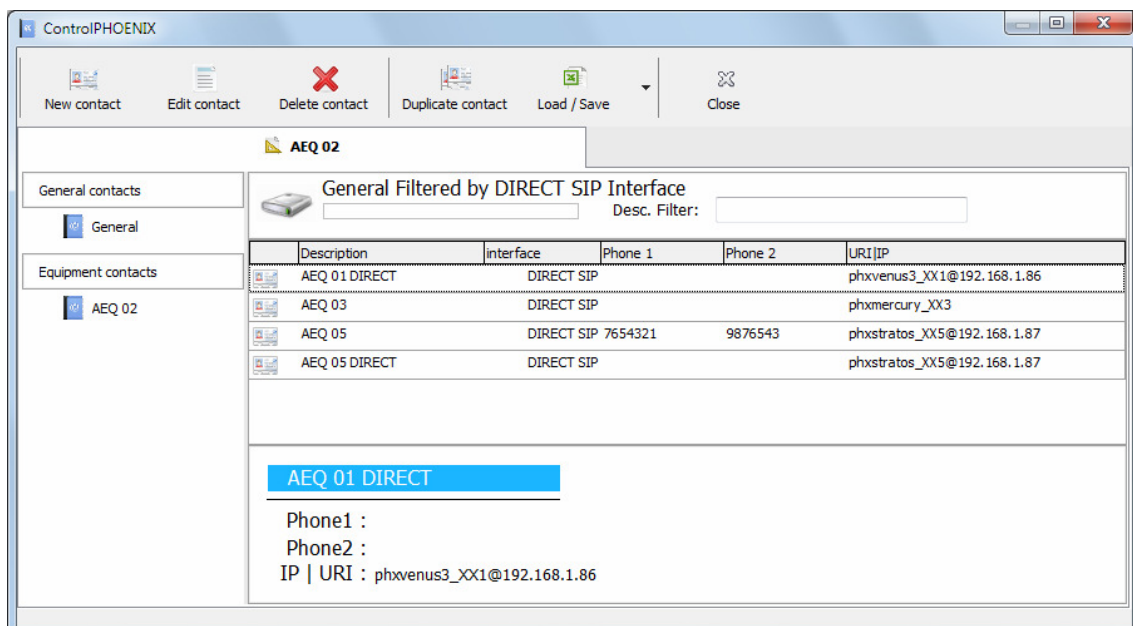 ControlPHOENIX
New contact Edit contact Delete contact Duplicate contact Load / Save Close
AEQ 02
General contacts
General
Equipment contacts
AEQ 02
General Filtered by DIRECT SIP Interface
Desc. Filter:
Description interface Phone 1 Phone 2 URI|IP
AEQ 01 DIRECT DIRECT SIP phxvenus3_XX1@192.168.1.86
AEQ 03 DIRECT SIP phxmercury_XX3
AEQ 05 DIRECT SIP 7654321 9876543 phxstratos_XX5@192.168.1.87
AEQ 05 DIRECT DIRECT SIP phxstratos_XX5@192.168.1.87
AEQ 01 DIRECT
Phone1 :
Phone2 :
IP | URI : phxvenus3_XX1@192.168.1.86